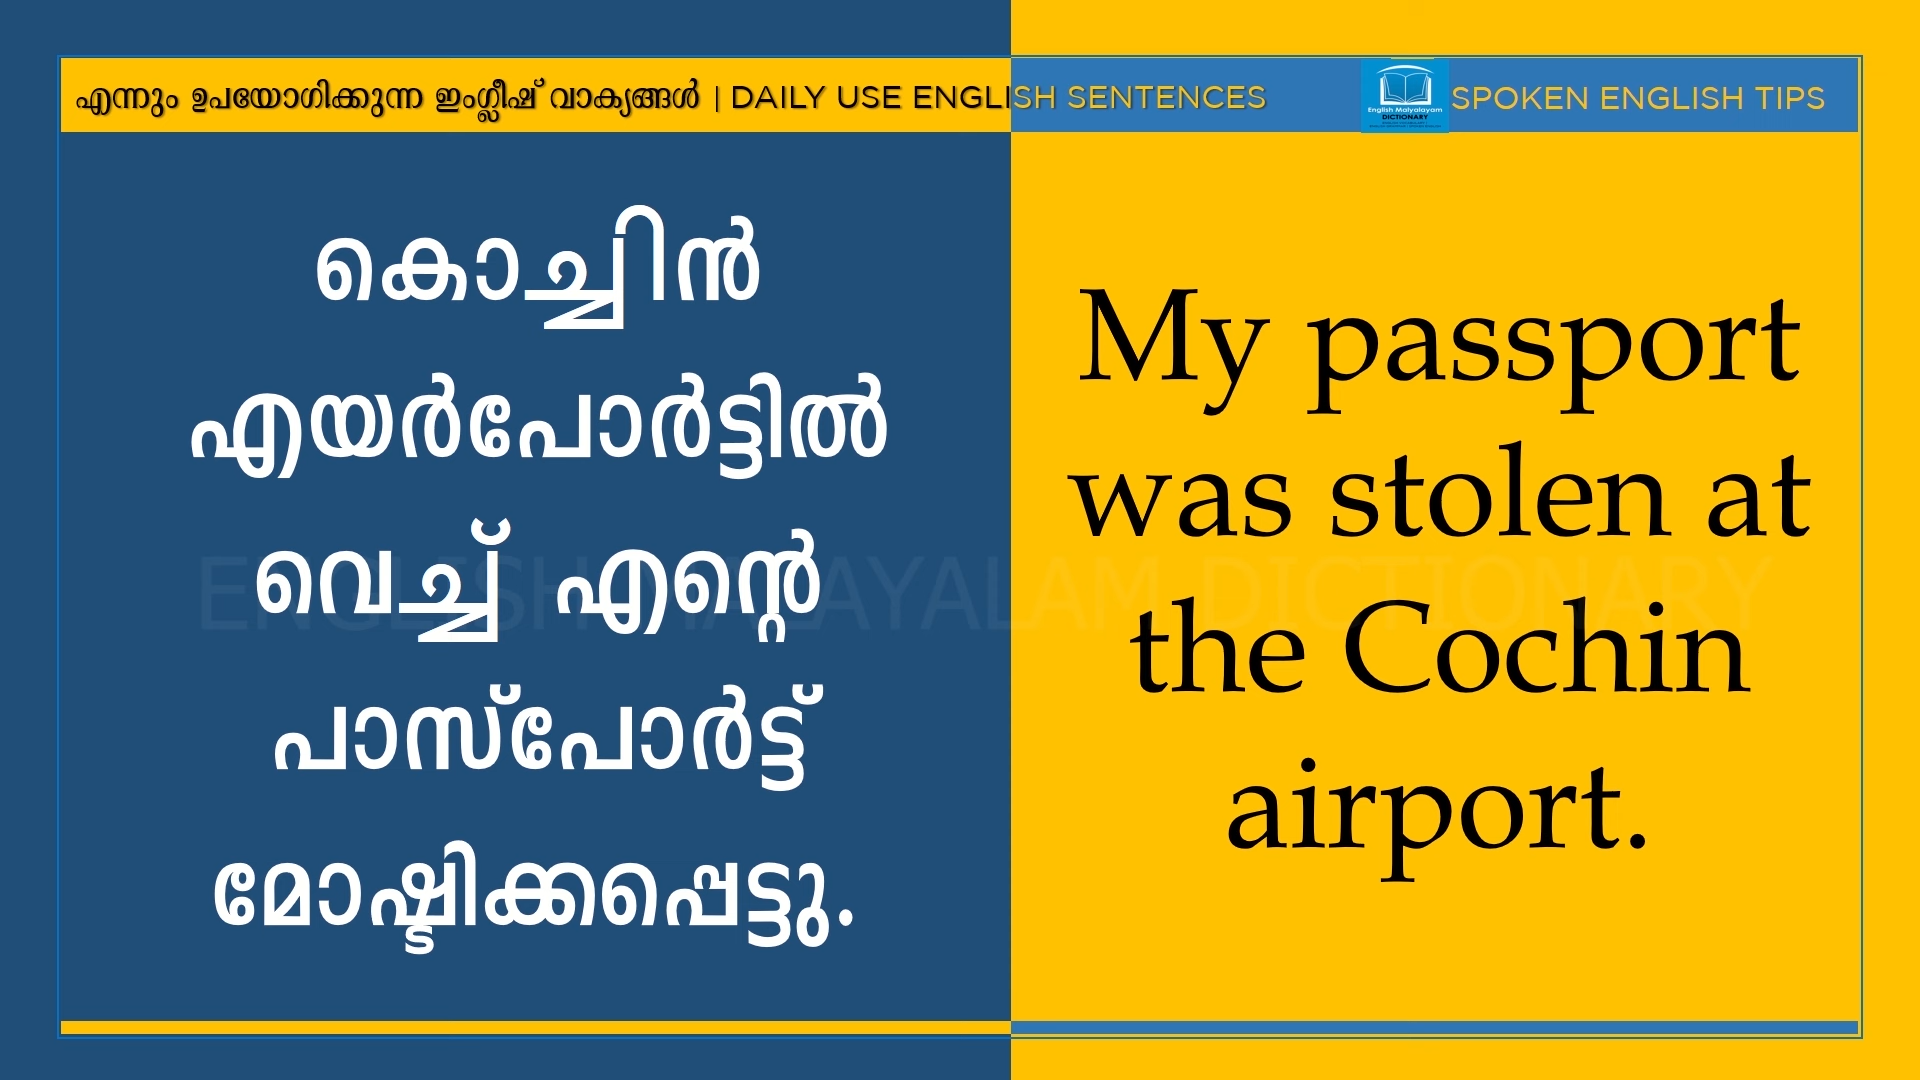 എന്നും ഉപയോഗിക്കുന്ന ഇംഗ്ലീഷ് വാക്യങ്ങൾ | DAILY USE ENGLISH SENTENCES
English Malyalayam
DICTIONARY
SPOKEN ENGLISH TIPS
കൊച്ചിൻ
എയർപോർട്ടിൽ
വെച്ച് എന്റെ
പാസ്പോർട്ട്
മോഷ്ടിക്കപ്പെട്ടു.
My passport
was stolen at
the Cochin
airport.
ENGLISH MALAYALAM DICTIONARY